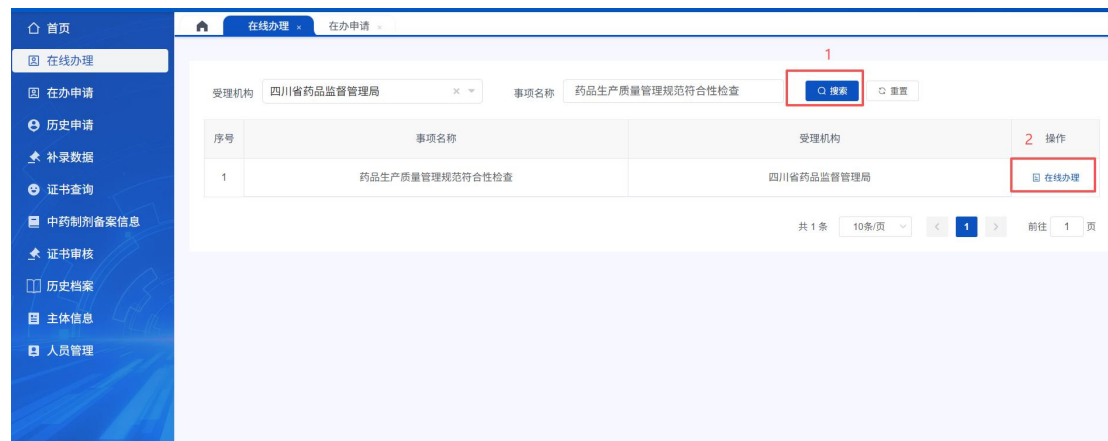 首页
在线办理
在办申请
历史申请
补录数据
证书查询
中药制剂备案信息
证书审核
历史档案
主体信息
人员管理
在线办理 ×
在办申请 ×
1
受理机构 四川省药品监督管理局 × 事项名称 药品生产质量管理规范符合性检查 搜索 重置
序号 事项名称 受理机构 2 操作
1 药品生产质量管理规范符合性检查 四川省药品监督管理局 在线办理
共 1 条 10条/页 < 1 > 前往 1 页